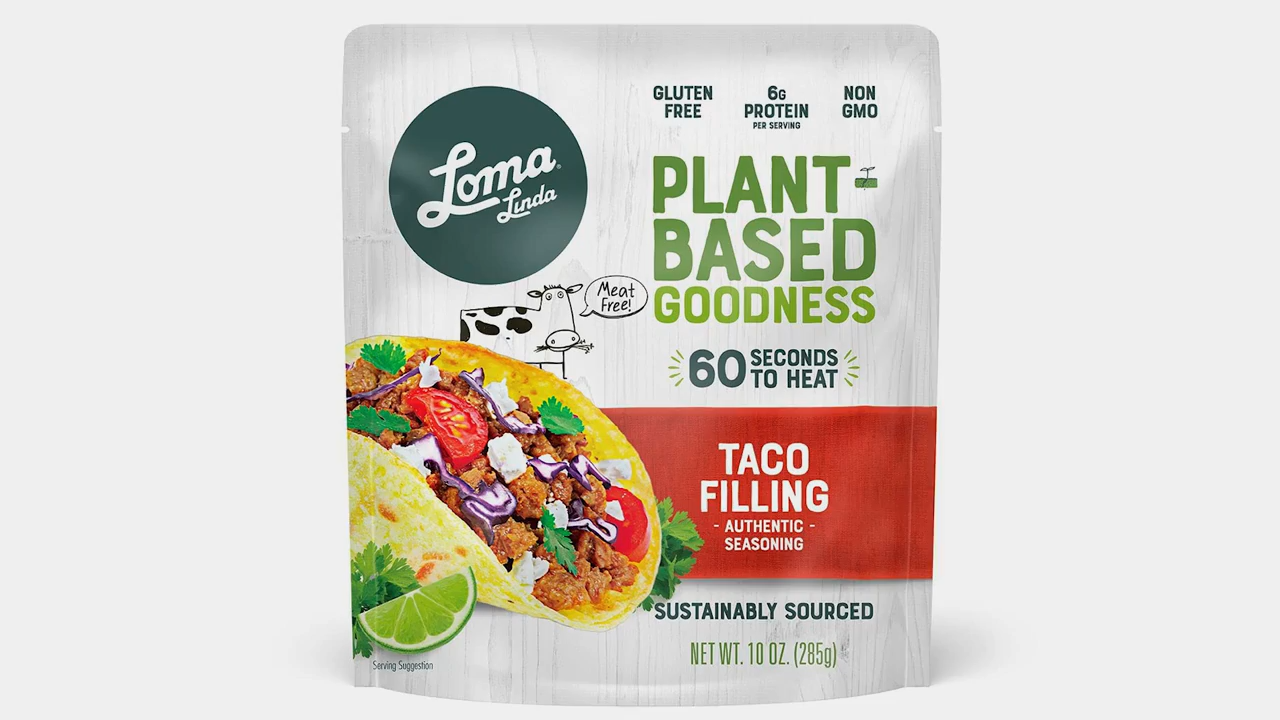 Loma
Linda
GLUTEN
FREE
6G
PROTEIN
PER SERVING
NON
GMO
PLANT-
BASED
GOODNESS
Meat
Free!
60 SECONDS
TO HEAT
TACO
FILLING
- AUTHENTIC -
SEASONING
SUSTAINABLY SOURCED
NET WT. 10 OZ. (285g)
Serving Suggestion